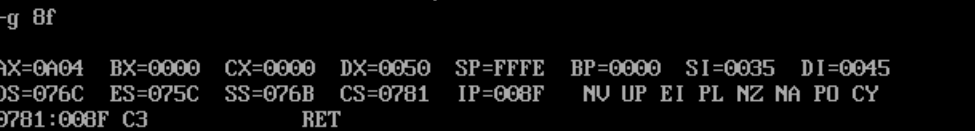 -g 8f
AX=0A04 BX=0000 CX=0000 DX=0050 SP=FFFE BP=0000 SI=0035 DI=0045
DS=076C ES=075C SS=076B CS=0781 IP=008F NV UP EI PL NZ NA PO CY
0781:008F C3 RET